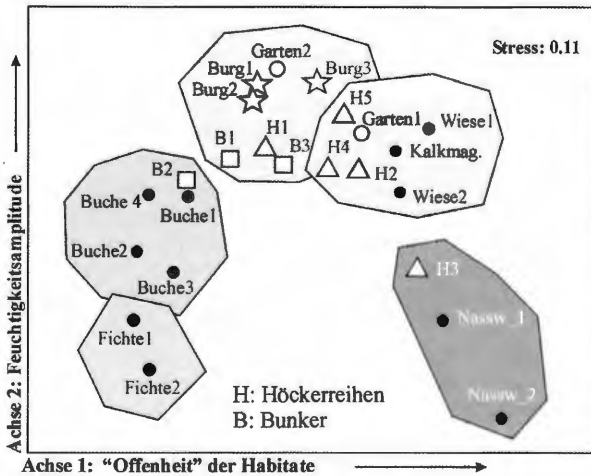 Stress: 0,11
Garten2
Burg1
Burg3
Burg2
H5
Garten1
Wiese1
B1
H1
B3
H4
Kalkmag.
H2
B2
Wiese2
Buche 4
Buche1
Buche2
Buche3
H3
Fichte1
Nassw_1
Fichte2
Nassw_2
H: Höckerreihen
B: Bunker
Achse 2: Feuchtigkeitsamplitude
Achse 1: "Offenheit" der Habitate